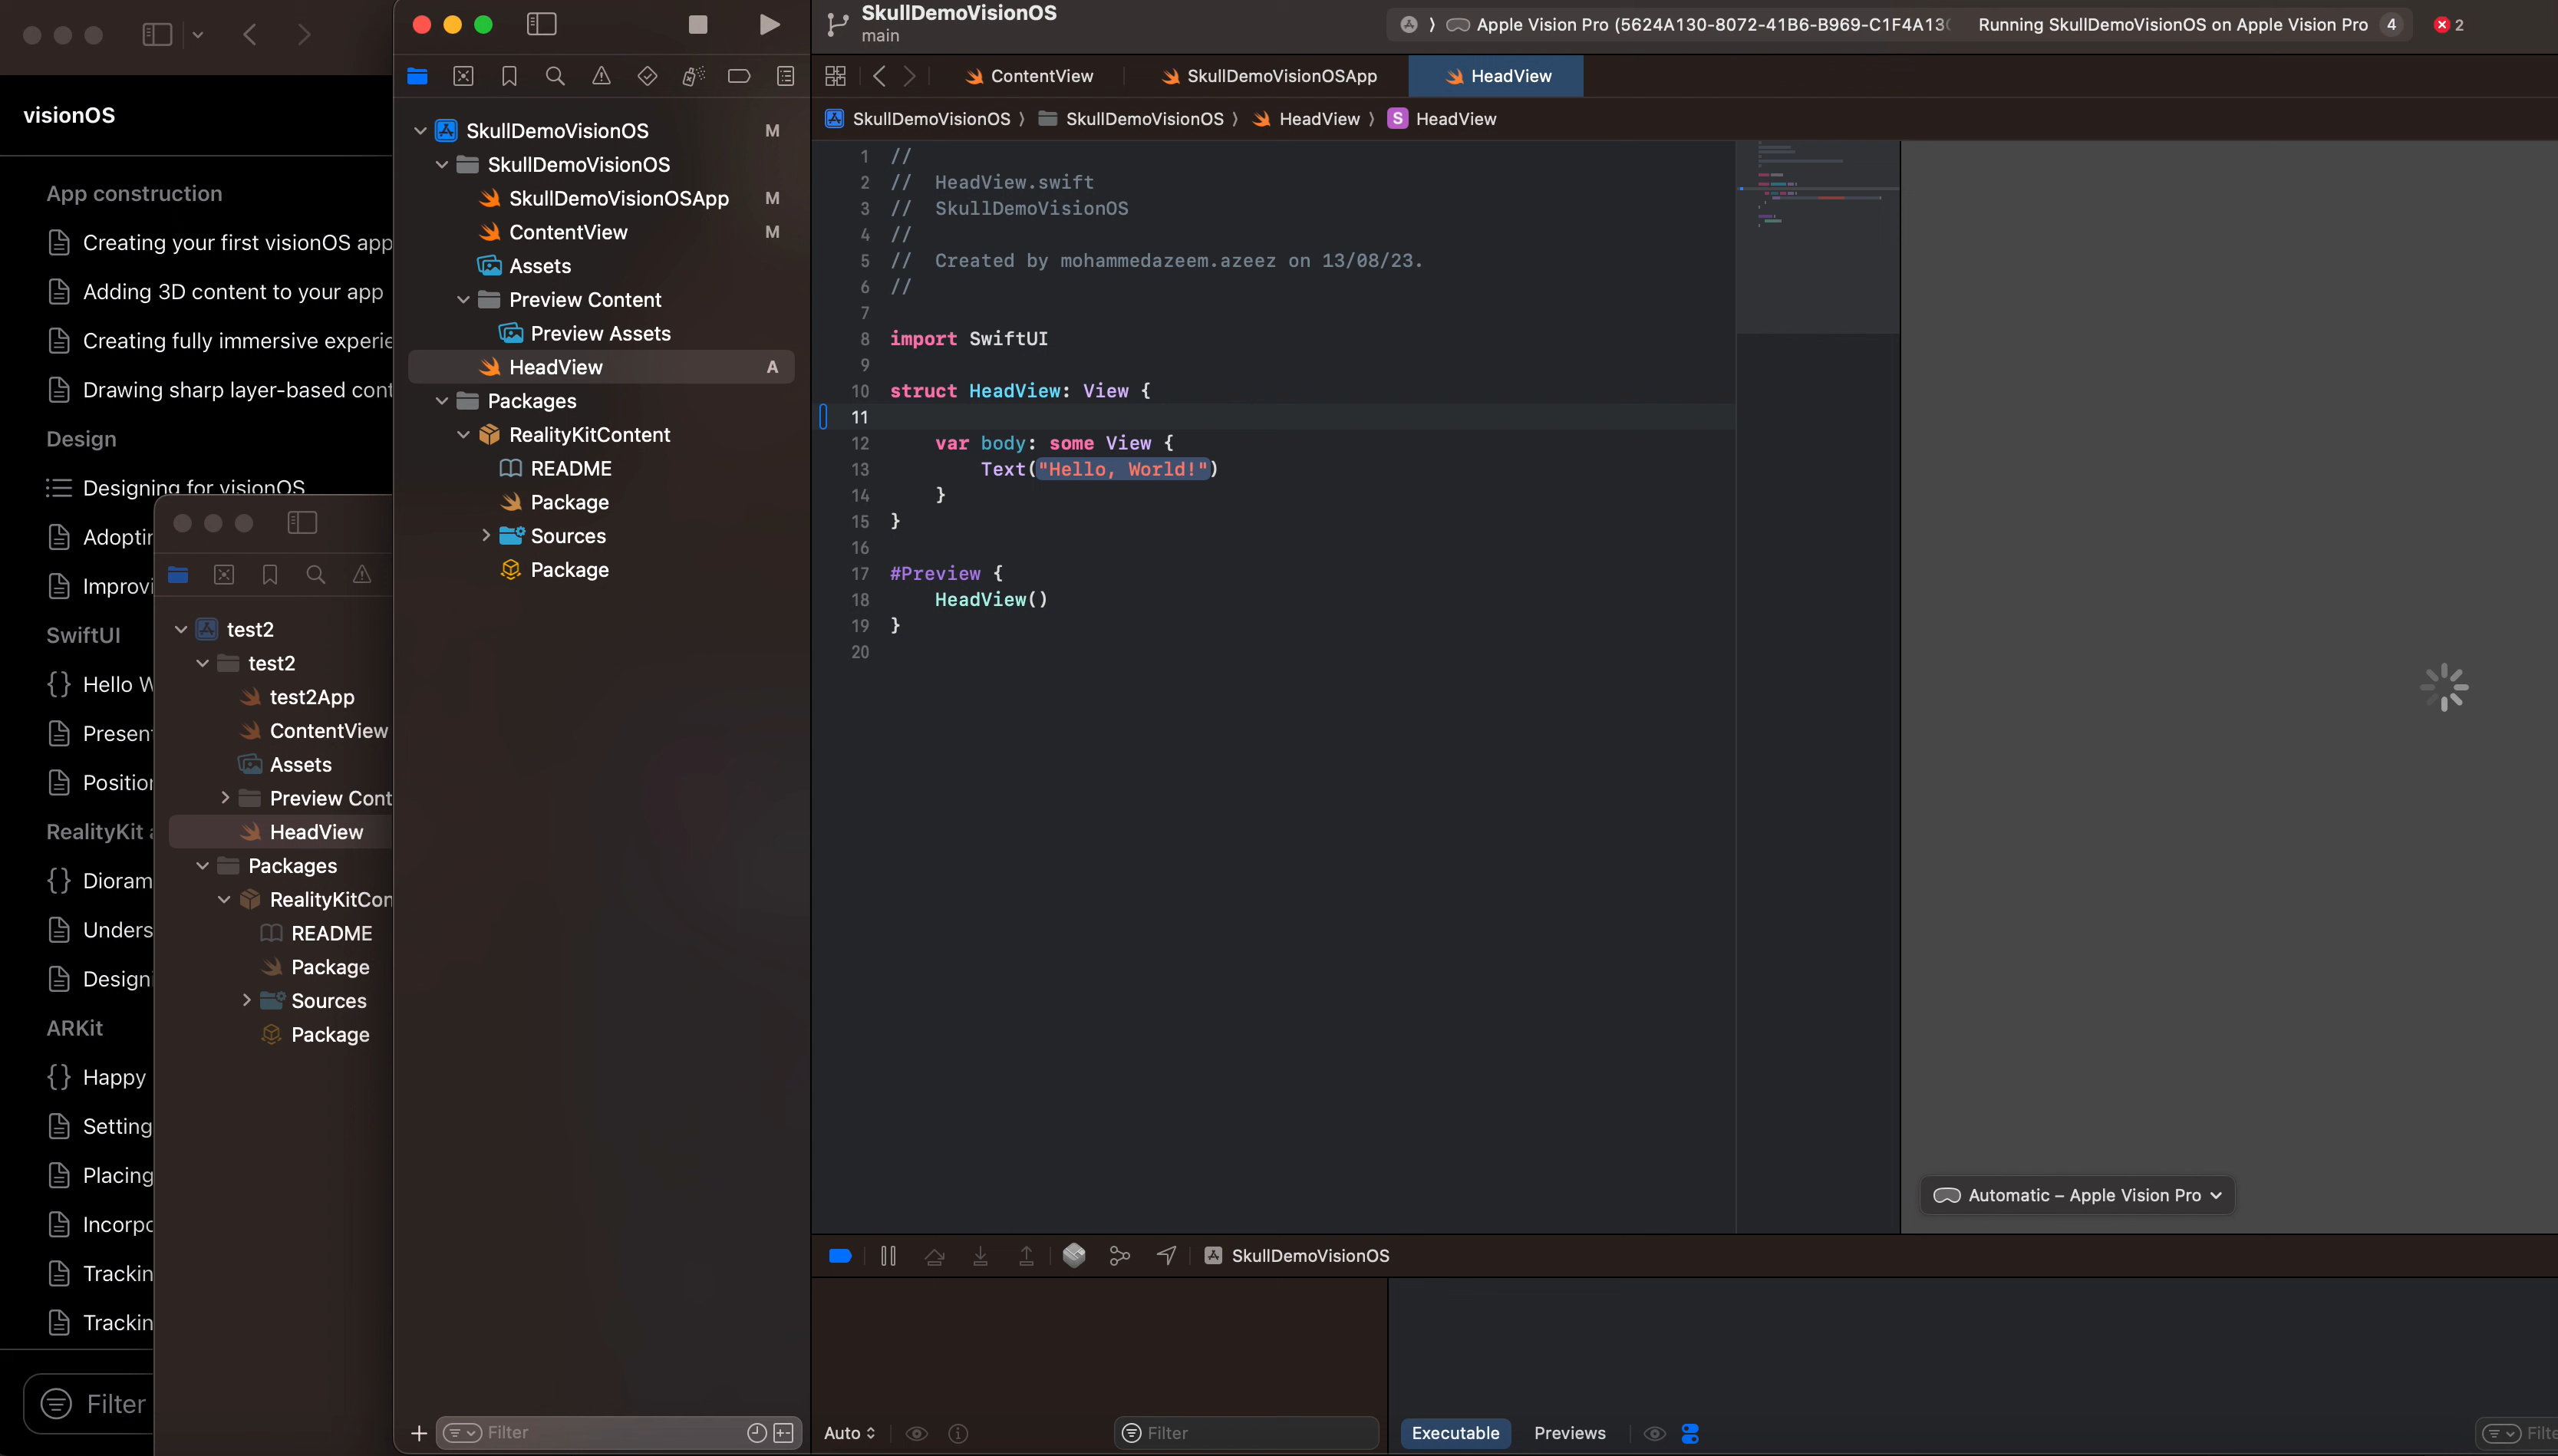 visionOS
App construction
Creating your first visionOS app
Adding 3D content to your app
Creating fully immersive experie
Drawing sharp layer-based cont
Design
Designing for visionOS
Adoptin
Improvi
SwiftUI
Hello W
Present
Position
RealityKit a
Dioram
Unders
Designi
ARKit
Happy
Setting
Placing
Incorpo
Trackin
Trackin
Filter
test2
test2
test2App
ContentView
Assets
Preview Cont
HeadView
Packages
RealityKitCon
README
Package
Sources
Package
SkullDemoVisionOS M
SkullDemoVisionOS
SkullDemoVisionOSApp M
ContentView M
Assets
Preview Content
Preview Assets
HeadView A
Packages
RealityKitContent
README
Package
Sources
Package
Filter
SkullDemoVisionOS
main
Apple Vision Pro (5624A130-8072-41B6-B969-C1F4A130
Running SkullDemoVisionOS on Apple Vision Pro 4
2
ContentView SkullDemoVisionOSApp HeadView
SkullDemoVisionOS 〉 SkullDemoVisionOS 〉 HeadView 〉 S HeadView
1 //
2 // HeadView.swift
3 // SkullDemoVisionOS
4 //
5 // Created by mohammedazeem.azeez on 13/08/23.
6 //
7
8 import SwiftUI
9
10 struct HeadView: View {
11
12 var body: some View {
13 Text("Hello, World!")
14 }
15 }
16
17 #Preview {
18 HeadView()
19 }
20
Automatic – Apple Vision Pro
SkullDemoVisionOS
Auto Filter
Executable Previews Filte